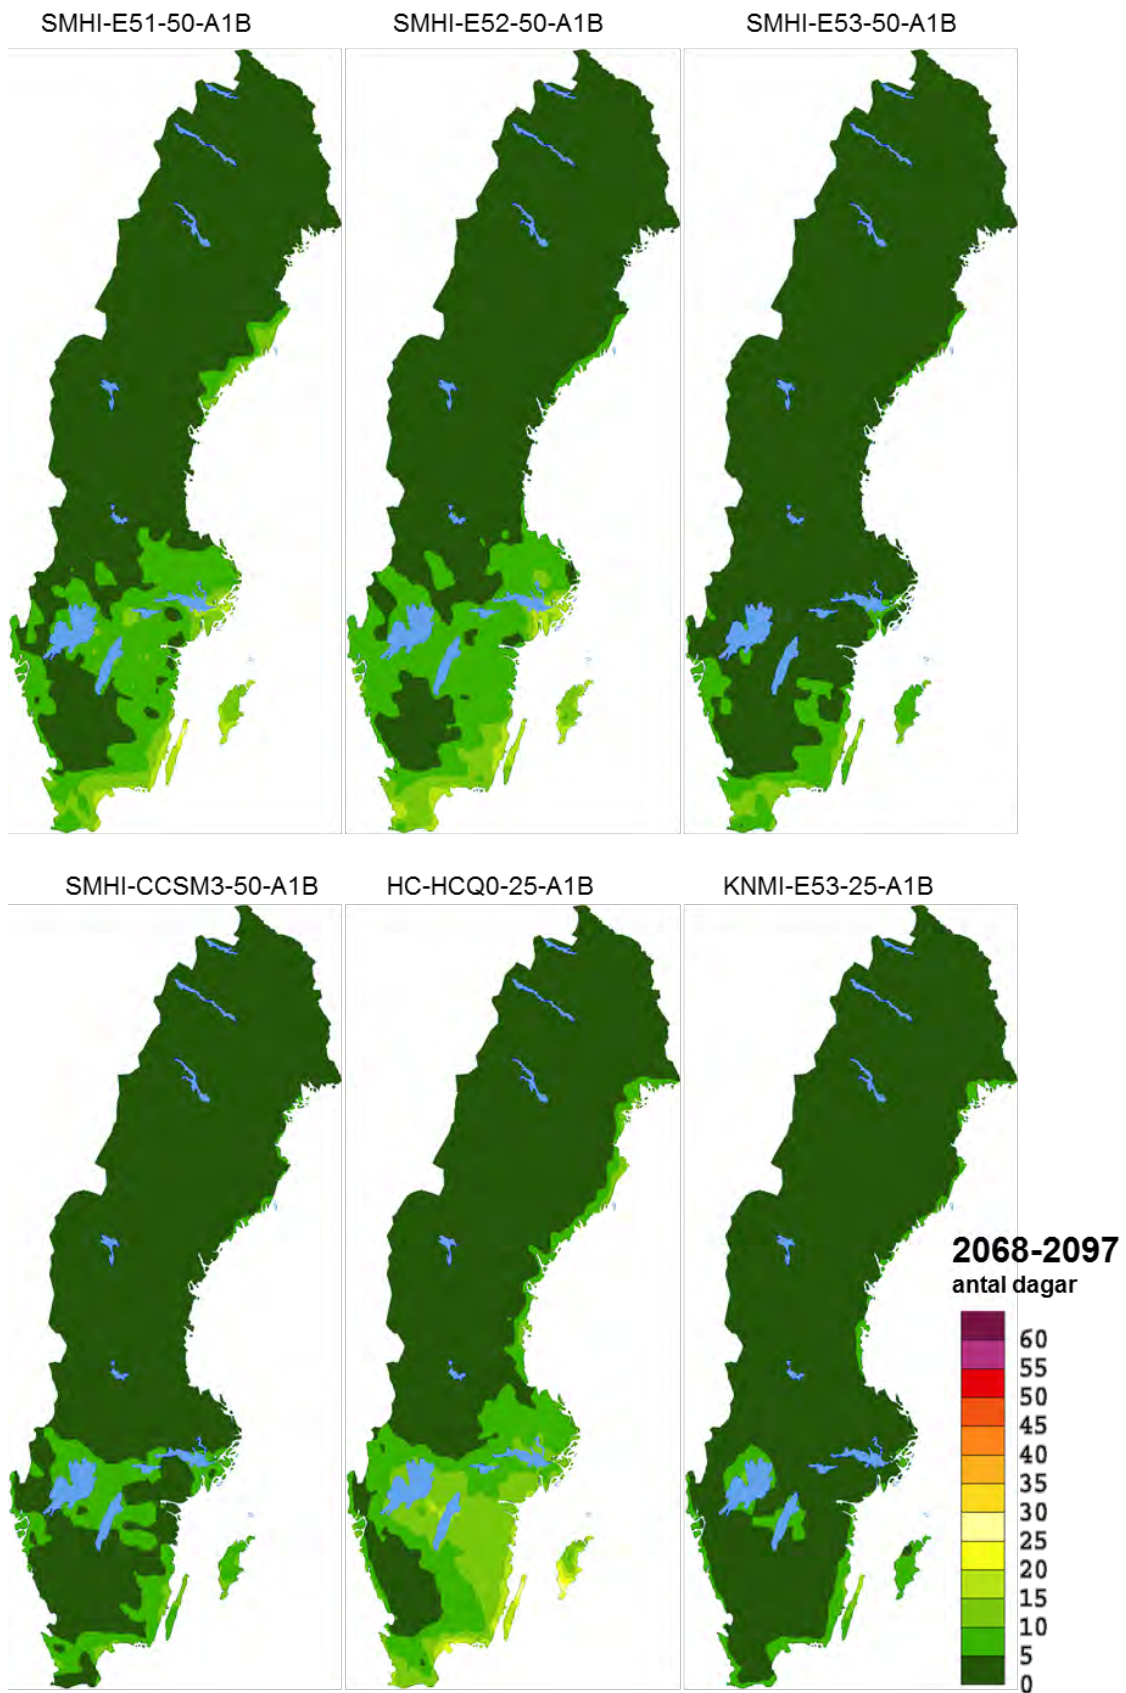 SMHI-E51-50-A1B
SMHI-E52-50-A1B
SMHI-E53-50-A1B
SMHI-CCSM3-50-A1B
HC-HCQ0-25-A1B
KNMI-E53-25-A1B
2068-2097
antal dagar
60
55
50
45
40
35
30
25
20
15
10
5
0